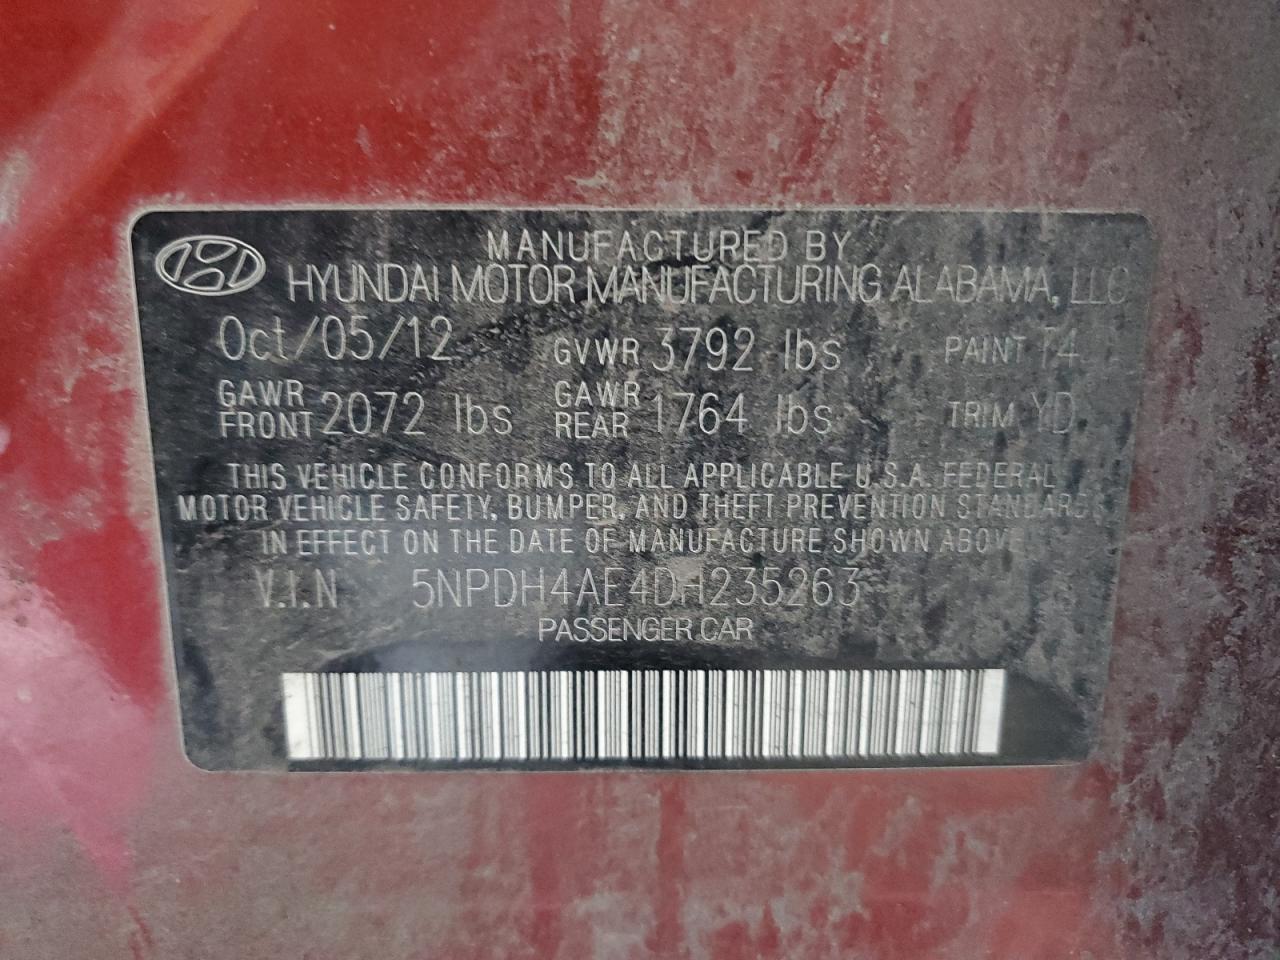 MANUFACTURED BY
HYUNDAI MOTOR MANUFACTURING ALABAMA, LLC
Oct/05/12 GVWR 3792 lbs PAINT T4
GAWR FRONT 2072 lbs GAWR REAR 1764 lbs TRIM YD
THIS VEHICLE CONFORMS TO ALL APPLICABLE U.S.A. FEDERAL
MOTOR VEHICLE SAFETY, BUMPER, AND THEFT PREVENTION STANDARDS
IN EFFECT ON THE DATE OF MANUFACTURE SHOWN ABOVE
V.I.N 5NPDH4AE4DH235263
PASSENGER CAR